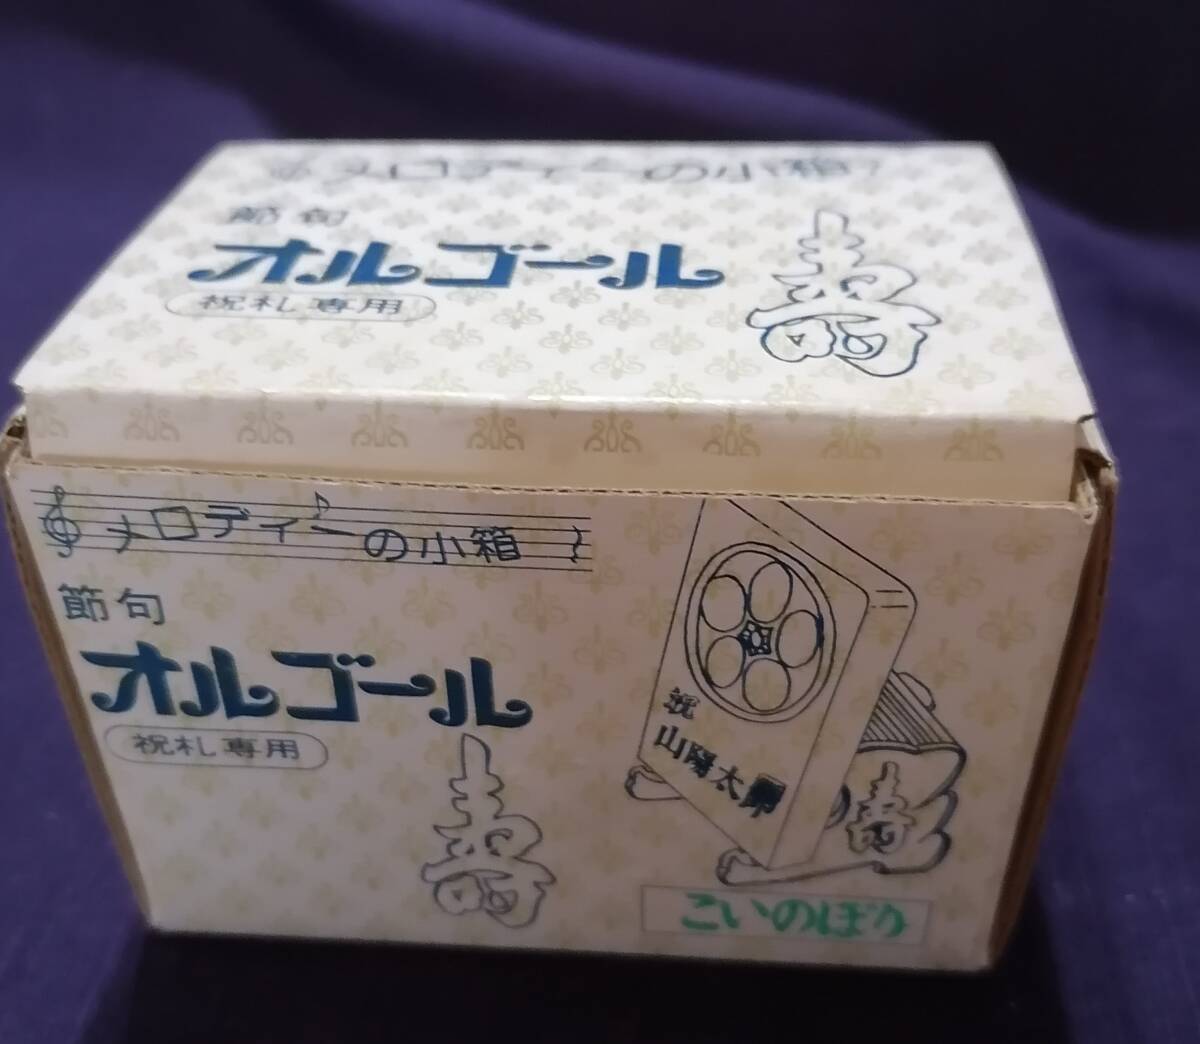 メロディーの小箱
節句
オルゴール
祝札専用
寿
メロディーの小箱
節句
オルゴール
祝札専用
寿
祝
山陽太郎
寿
こいのぼり